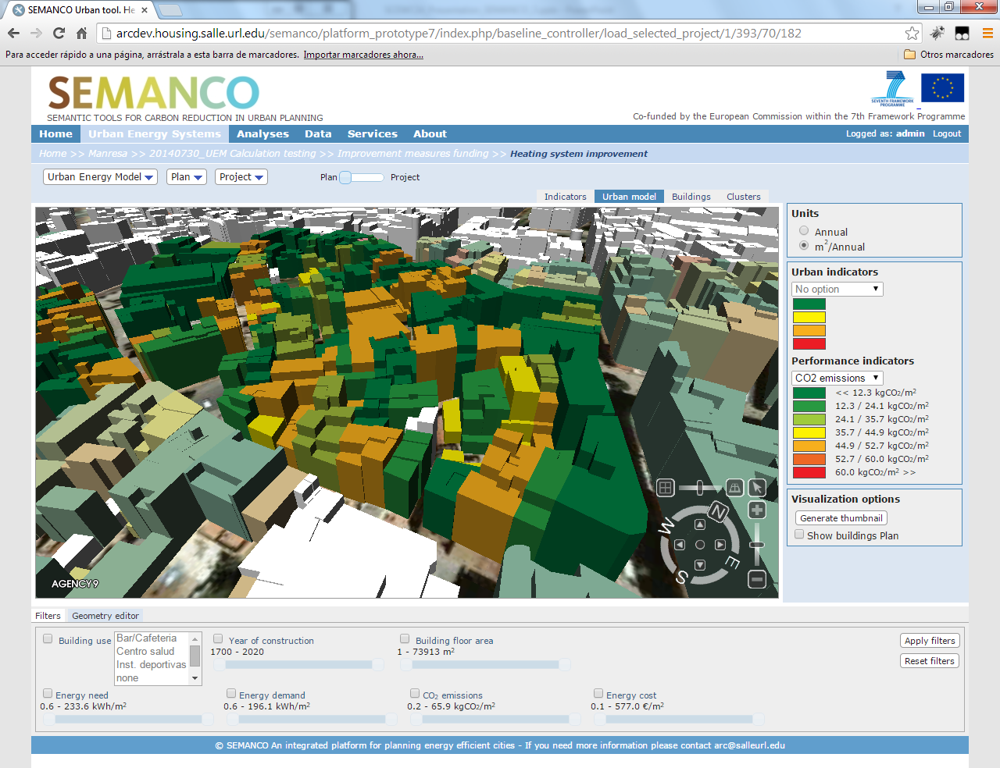 SEMANCO Urban tool. He
arcdev.housing.salle.url.edu/semanco/platform_prototype7/index.php/baseline_controller/load_selected_project/1/393/70/182
Para acceder rápido a una página, arrástrala a esta barra de marcadores. Importar marcadores ahora...
Otros marcadores
SEMANCO
SEMANTIC TOOLS FOR CARBON REDUCTION IN URBAN PLANNING
SEVENTH FRAMEWORK
PROGRAMME
Co-funded by the European Commission within the 7th Framework Programme
Home Urban Energy Systems Analyses Data Services About
Logged as: admin Logout
Home >> Manresa >> 20140730_UEM Calculation testing >> Improvement measures funding >> Heating system improvement
Urban Energy Model Plan Project Plan Project
Indicators Urban model Buildings Clusters
Units
Annual
m²/Annual
Urban indicators
No option
Performance indicators
CO2 emissions
<< 12.3 kgCO2/m²
12.3 / 24.1 kgCO2/m²
24.1 / 35.7 kgCO2/m²
35.7 / 44.9 kgCO2/m²
44.9 / 52.7 kgCO2/m²
52.7 / 60.0 kgCO2/m²
60.0 kgCO2/m² >>
Visualization options
Generate thumbnail
Show buildings Plan
N
W
E
S
AGENCY9
Filters Geometry editor
Building use
Bar/Cafeteria
Centro salud
Inst. deportivas
none
Year of construction
1700 - 2020
Building floor area
1 - 73913 m²
Apply filters
Reset filters
Energy need
0.6 - 233.6 kWh/m²
Energy demand
0.6 - 196.1 kWh/m²
CO₂ emissions
0.2 - 65.9 kgCO₂/m²
Energy cost
0.1 - 577.0 €/m²
© SEMANCO An integrated platform for planning energy efficient cities - If you need more information please contact arc@salleurl.edu